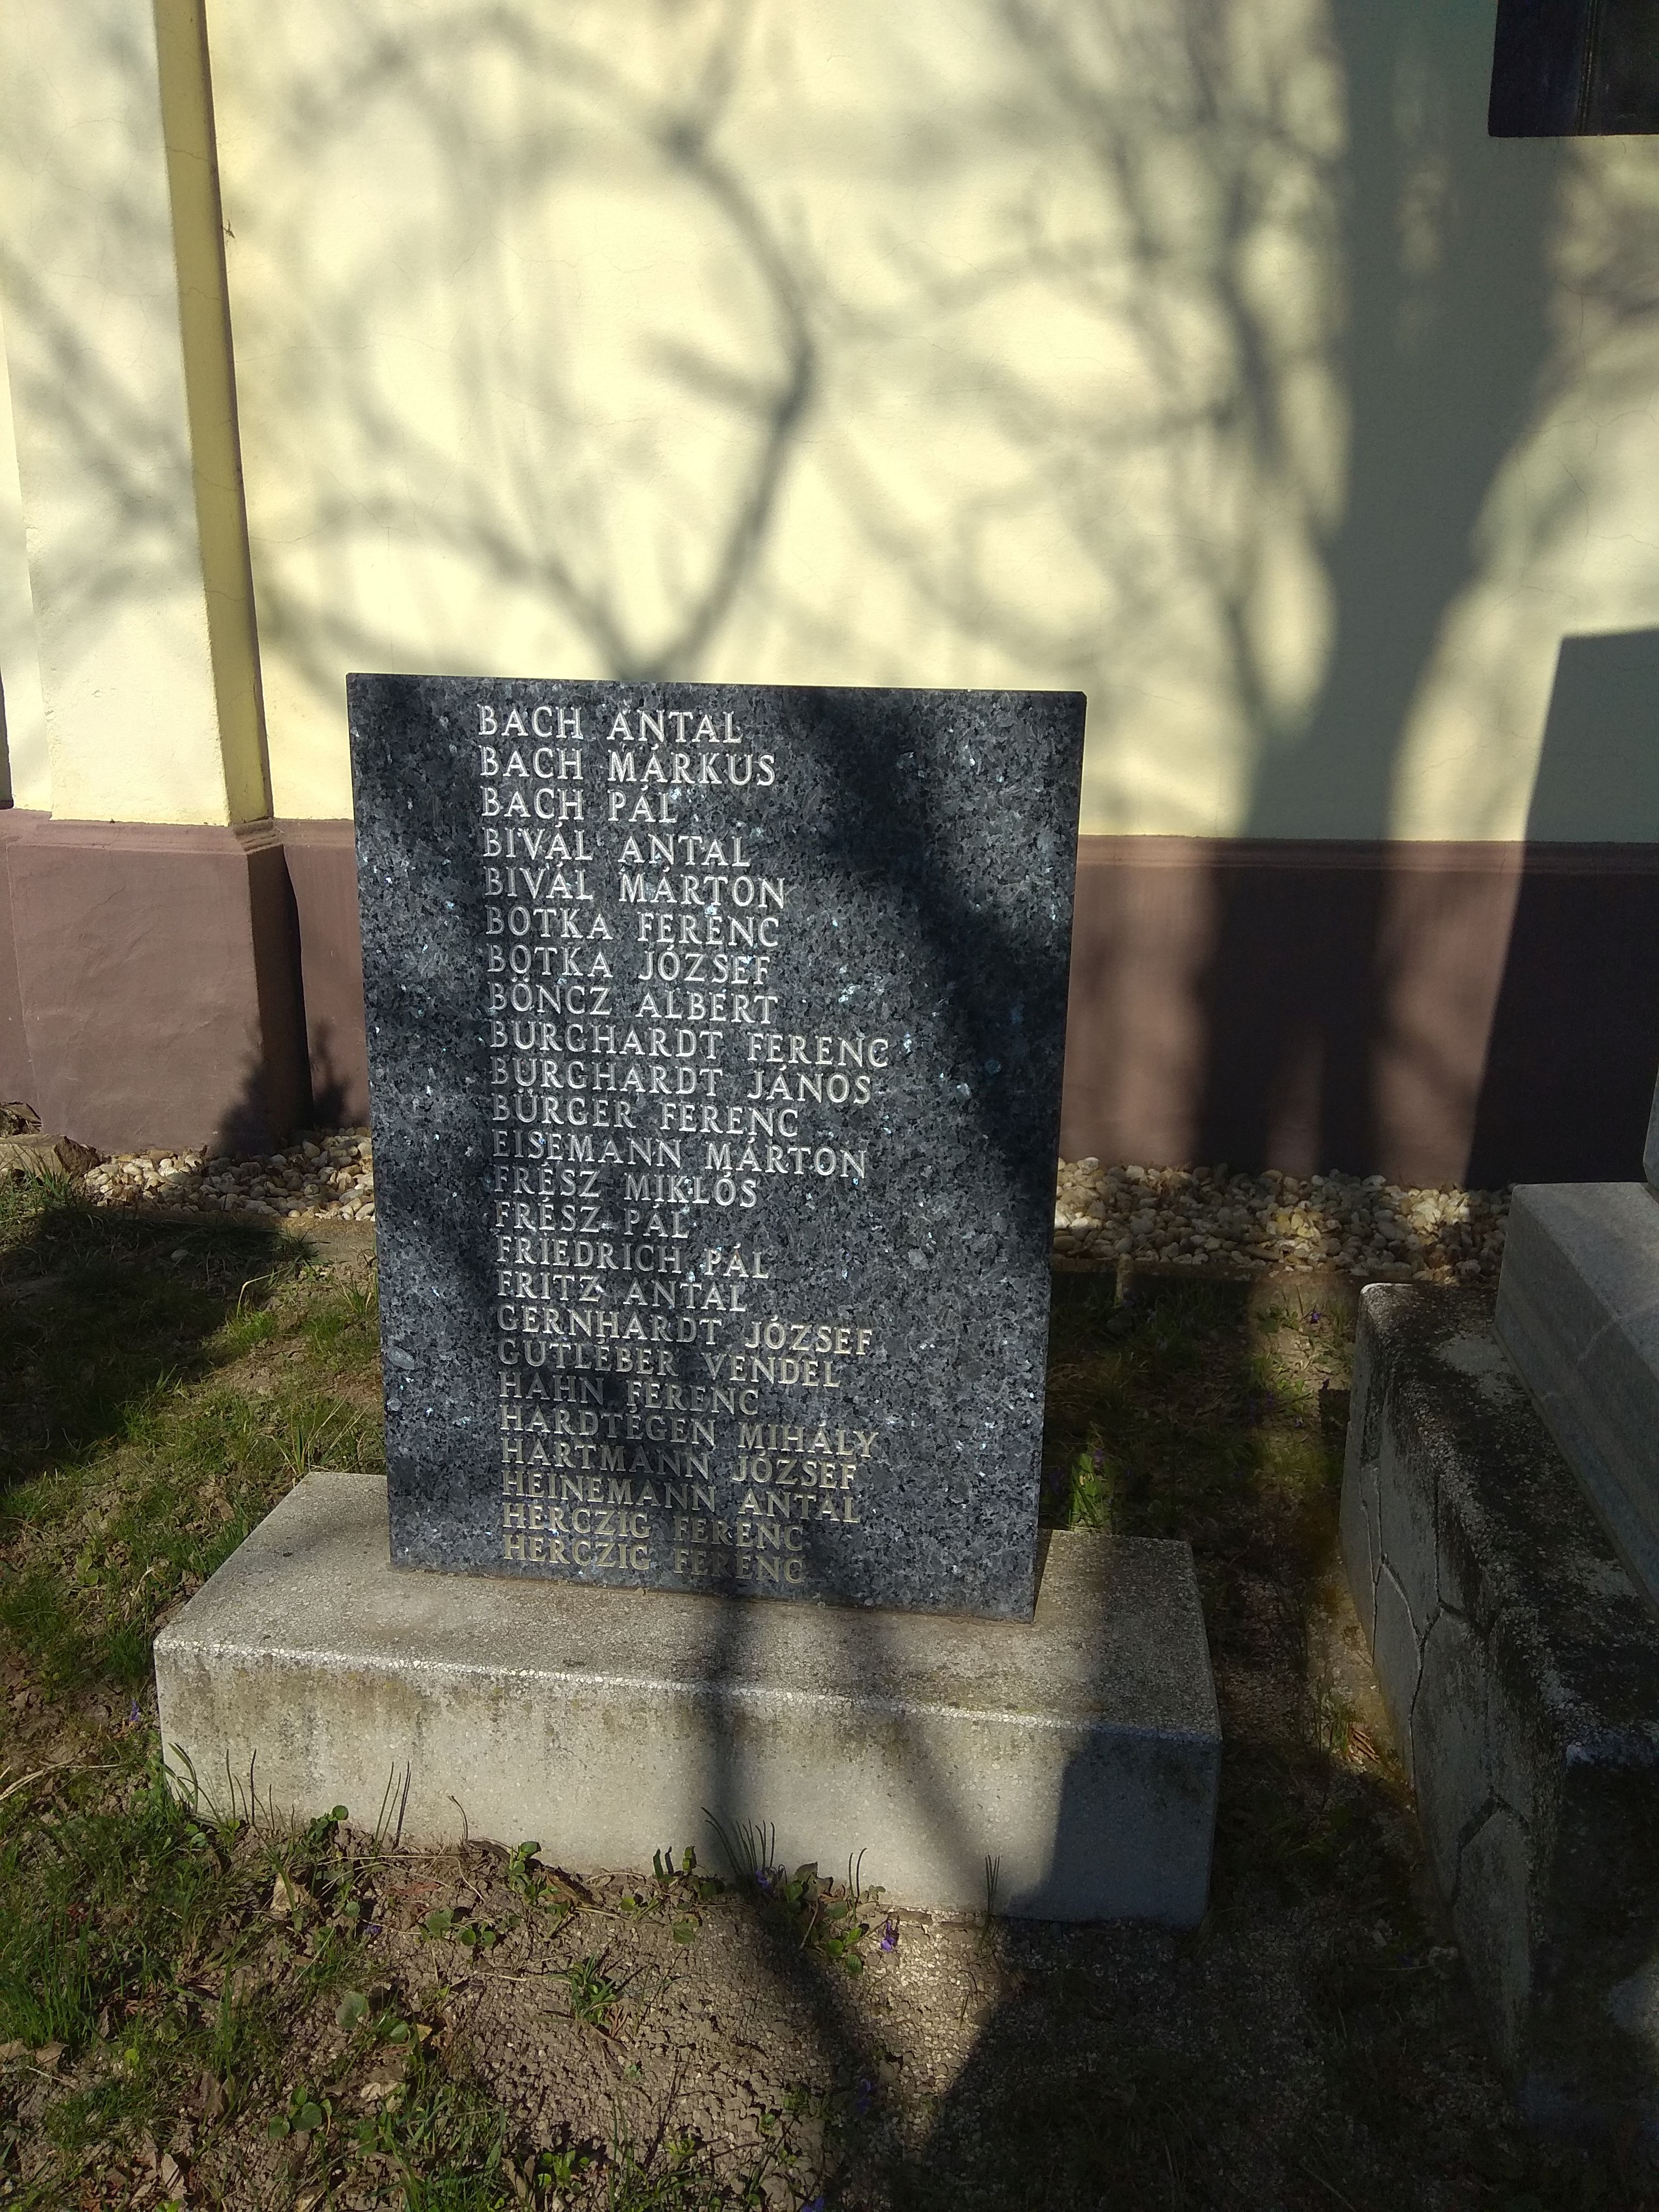 BACH ANTAL
BACH MÁRKUS
BACH PÁL
BIVÁL ANTAL
BIVÁL MÁRTON
BOTKA FERENC
BOTKA JÓZSEF
BÖNCZ ALBERT
BURGHARDT FERENC
BURGHARDT JÁNOS
BÜRGER FERENC
EISEMANN MÁRTON
FRÉSZ MIKLÓS
FRÉSZ PÁL
FRIEDRICH PÁL
FRITZ ANTAL
GERNHARDT JÓZSEF
GUTLÉBER VENDEL
HAHN FERENC
HARDTÉGEN MIHÁLY
HARTMANN JÓZSEF
HEINEMANN ANTAL
HERCZIG FERENC
HERCZIG FERENC